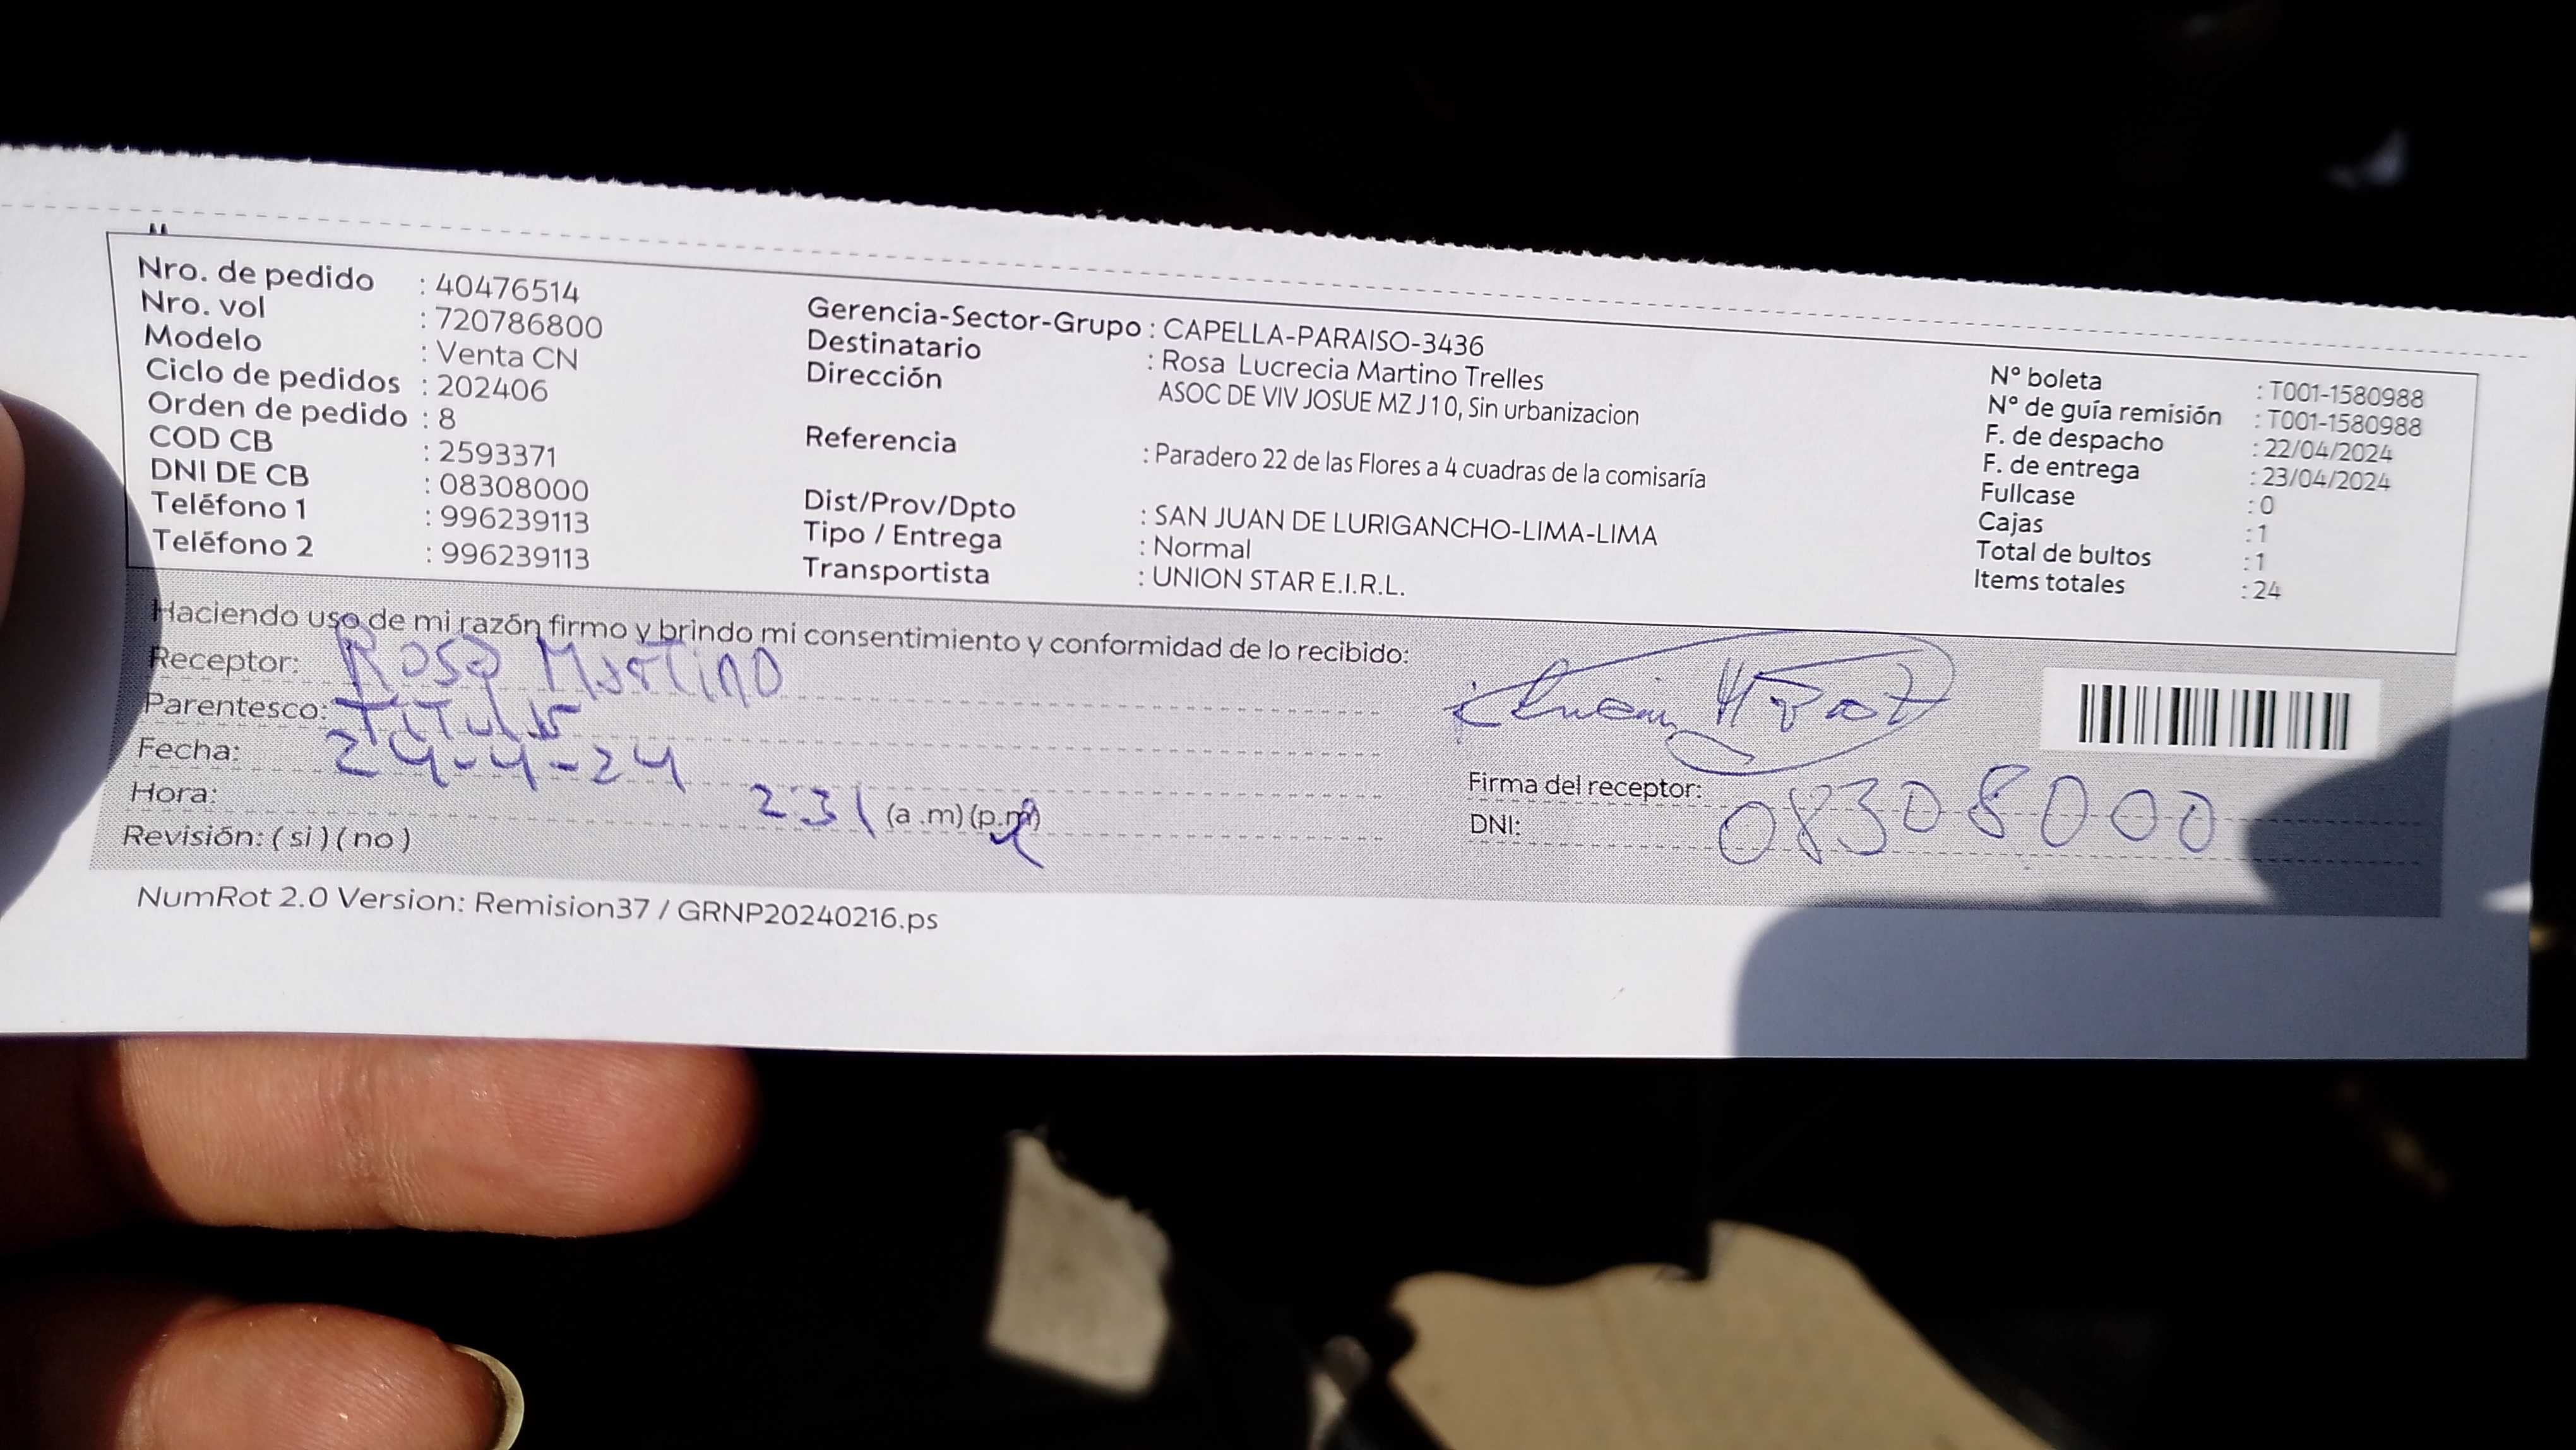 Nro. de pedido : 40476514
Nro. vol : 720786800
Modelo : Venta CN
Ciclo de pedidos : 202406
Orden de pedido : 8
COD CB : 2593371
DNI DE CB : 08308000
Teléfono 1 : 996239113
Teléfono 2 : 996239113
Gerencia-Sector-Grupo : CAPELLA-PARAISO-3436
Destinatario : Rosa Lucrecia Martino Trelles
Dirección ASOC DE VIV JOSUE MZ J 1 0, Sin urbanizacion
Referencia : Paradero 22 de las Flores a 4 cuadras de la comisaría
Dist/Prov/Dpto : SAN JUAN DE LURIGANCHO-LIMA-LIMA
Tipo / Entrega : Normal
Transportista : UNION STAR E.I.R.L.
N° boleta : T001-1580988
N° de guía remisión : T001-1580988
F. de despacho : 22/04/2024
F. de entrega : 23/04/2024
Fullcase : 0
Cajas : 1
Total de bultos : 1
Items totales : 24
Haciendo uso de mi razón firmo y brindo mi consentimiento y conformidad de lo recibido:
Receptor: Rosa Martino
Parentesco: Titular
Fecha: 24-4-24
Hora: 231 (a .m) (p.m)
Revisión: ( si ) ( no )
Firma del receptor:
DNI: 08308000
NumRot 2.0 Version: Remision37 / GRNP20240216.ps